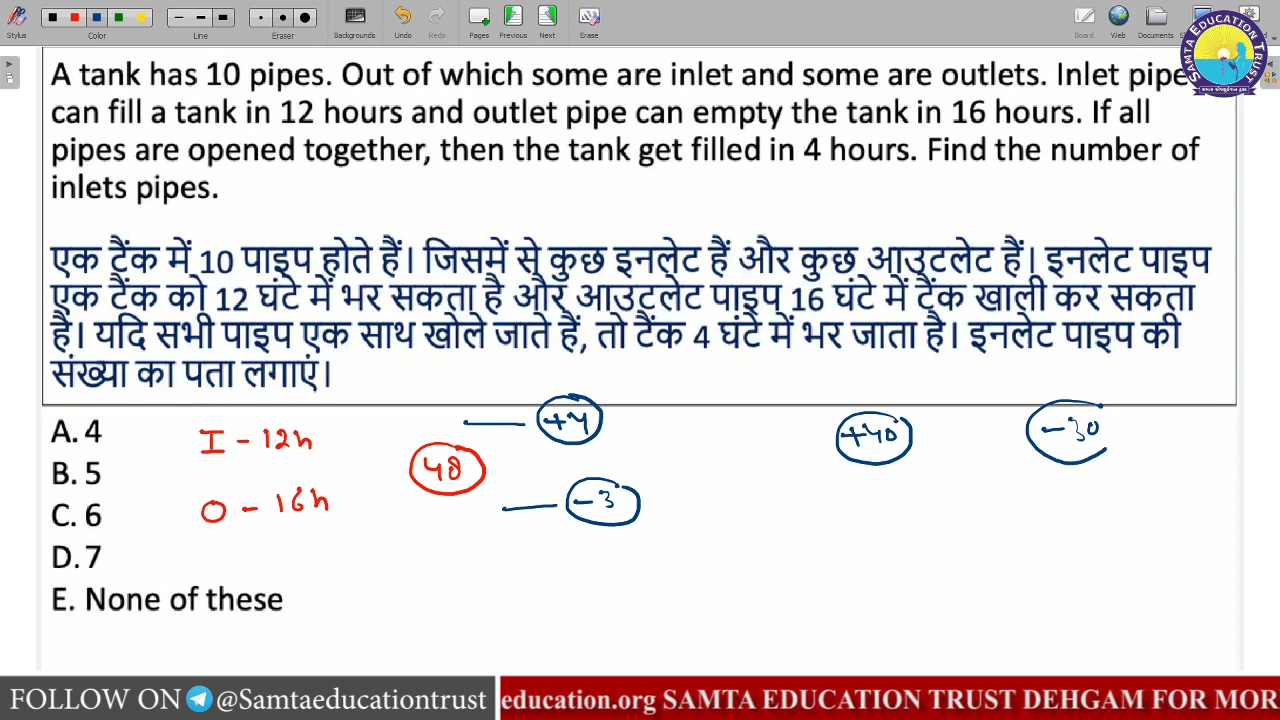 Stylus
Color
Line
Eraser
Backgrounds
Undo
Redo
Pages
Previous
Next
Erase
Board
Web
Documents
SAMTA EDUCATION TRUST
A tank has 10 pipes. Out of which some are inlet and some are outlets. Inlet pipe
can fill a tank in 12 hours and outlet pipe can empty the tank in 16 hours. If all
pipes are opened together, then the tank get filled in 4 hours. Find the number of
inlets pipes.
एक टैंक में 10 पाइप होते हैं। जिसमें से कुछ इनलेट हैं और कुछ आउटलेट हैं। इनलेट पाइप
एक टैंक को 12 घंटे में भर सकता है और आउटलेट पाइप 16 घंटे में टैंक खाली कर सकता
है। यदि सभी पाइप एक साथ खोले जाते हैं, तो टैंक 4 घंटे में भर जाता है। इनलेट पाइप की
संख्या का पता लगाएं।
A. 4
B. 5
C. 6
D. 7
E. None of these
I - 12h
O - 16h
48
+4
-3
+40
-30
FOLLOW ON @Samtaeducationtrust
education.org SAMTA EDUCATION TRUST DEHGAM FOR MOR